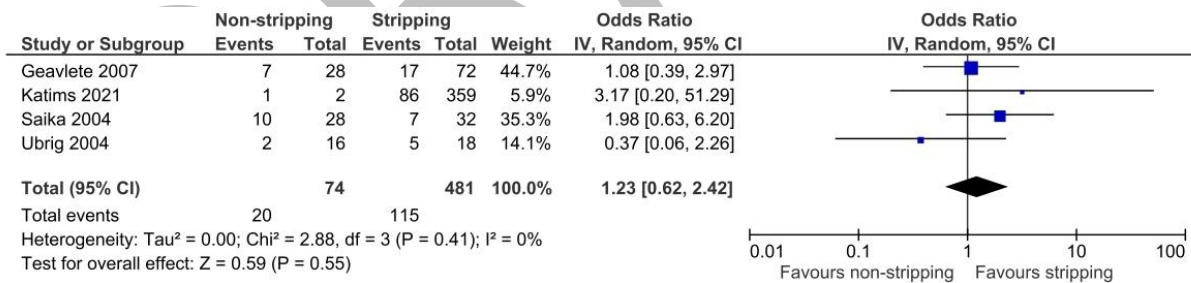 Non-stripping Stripping Odds Ratio Odds Ratio
Study or Subgroup Events Total Events Total Weight IV, Random, 95% CI IV, Random, 95% CI
Geavlete 2007 7 28 17 72 44.7% 1.08 [0.39, 2.97]
Katims 2021 1 2 86 359 5.9% 3.17 [0.20, 51.29]
Saika 2004 10 28 7 32 35.3% 1.98 [0.63, 6.20]
Ubrig 2004 2 16 5 18 14.1% 0.37 [0.06, 2.26]
Total (95% CI) 74 481 100.0% 1.23 [0.62, 2.42]
Total events 20 115
Heterogeneity: Tau² = 0.00; Chi² = 2.88, df = 3 (P = 0.41); I² = 0%
Test for overall effect: Z = 0.59 (P = 0.55)
0.01 0.1 1 10 100
Favours non-stripping Favours stripping